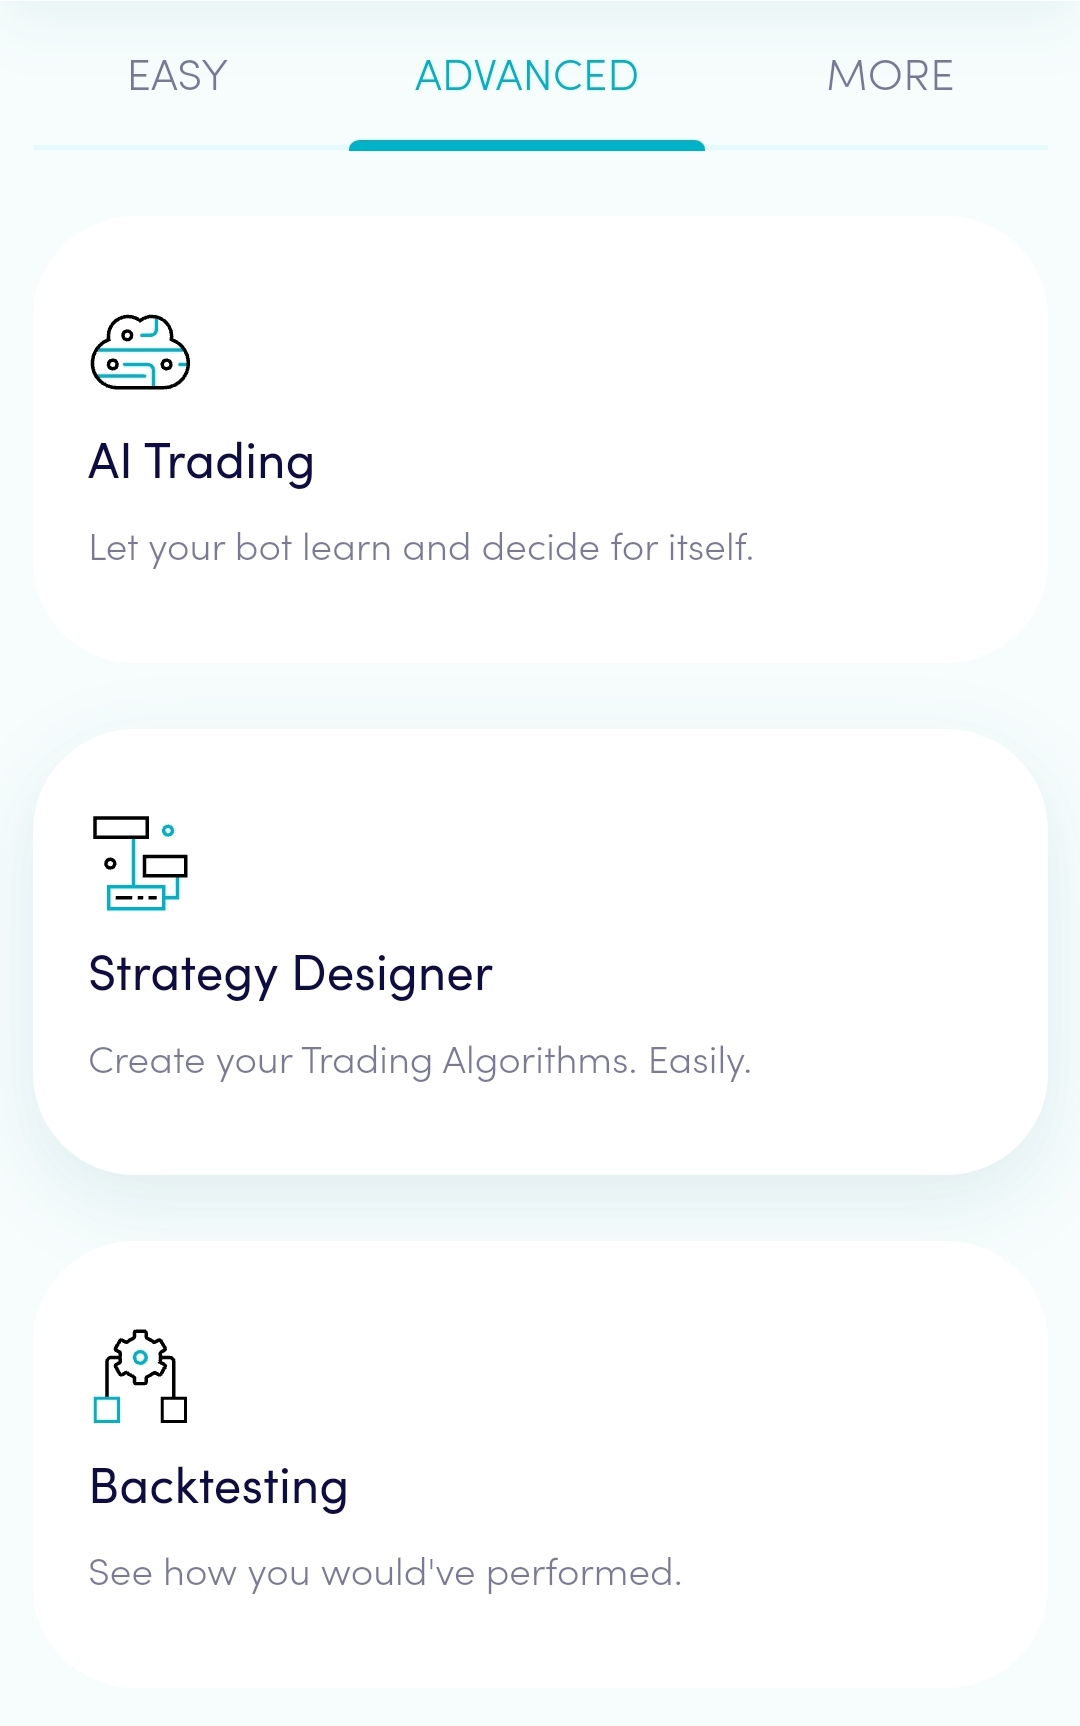 EASY ADVANCED MORE
AI Trading
Let your bot learn and decide for itself.
Strategy Designer
Create your Trading Algorithms. Easily.
Backtesting
See how you would've performed.